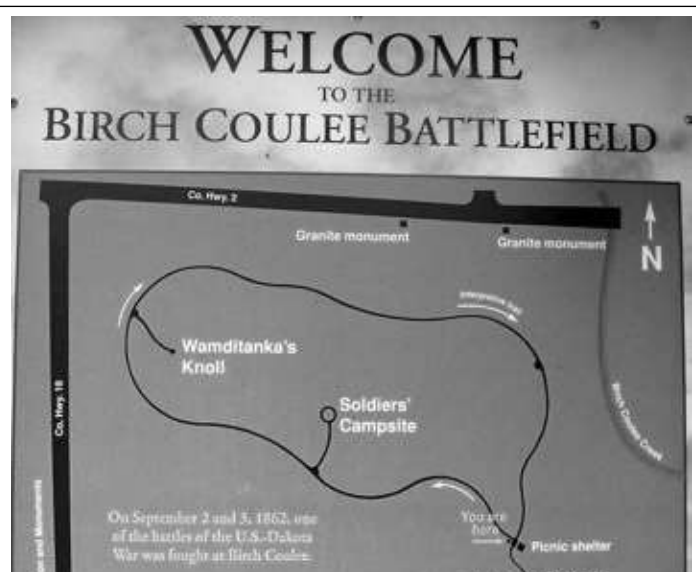 WELCOME
TO THE
BIRCH COULEE BATTLEFIELD
Co. Hwy. 2
Granite monument
Granite monument
N
Interpretive trail
Wamditanka's
Knoll
Co. Hwy. 18
Soldiers'
Campsite
Birch Coulee Creek
On September 2 and 3, 1862, one
of the battles of the U.S.-Dakota
War was fought at Birch Coulee.
You are
here
Picnic shelter
and Monuments